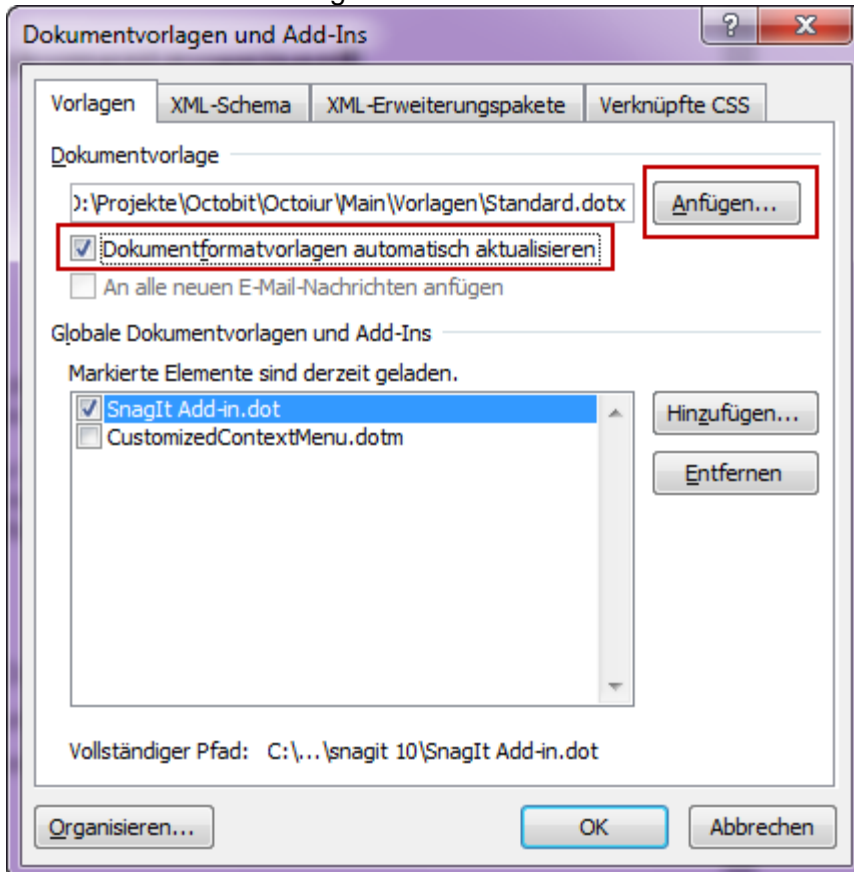 Dokumentvorlagen und Add-Ins
Vorlagen XML-Schema XML-Erweiterungspakete Verknüpfte CSS
Dokumentvorlage
D:\Projekte\Octobit\Octoiur\Main\Vorlagen\Standard.dotx Anfügen...
Dokumentformatvorlagen automatisch aktualisieren
An alle neuen E-Mail-Nachrichten anfügen
Globale Dokumentvorlagen und Add-Ins
Markierte Elemente sind derzeit geladen.
SnagIt Add-in.dot Hinzufügen...
CustomizedContextMenu.dotm
Entfernen
Vollständiger Pfad: C:\...\snagit 10\SnagIt Add-in.dot
Organisieren... OK Abbrechen